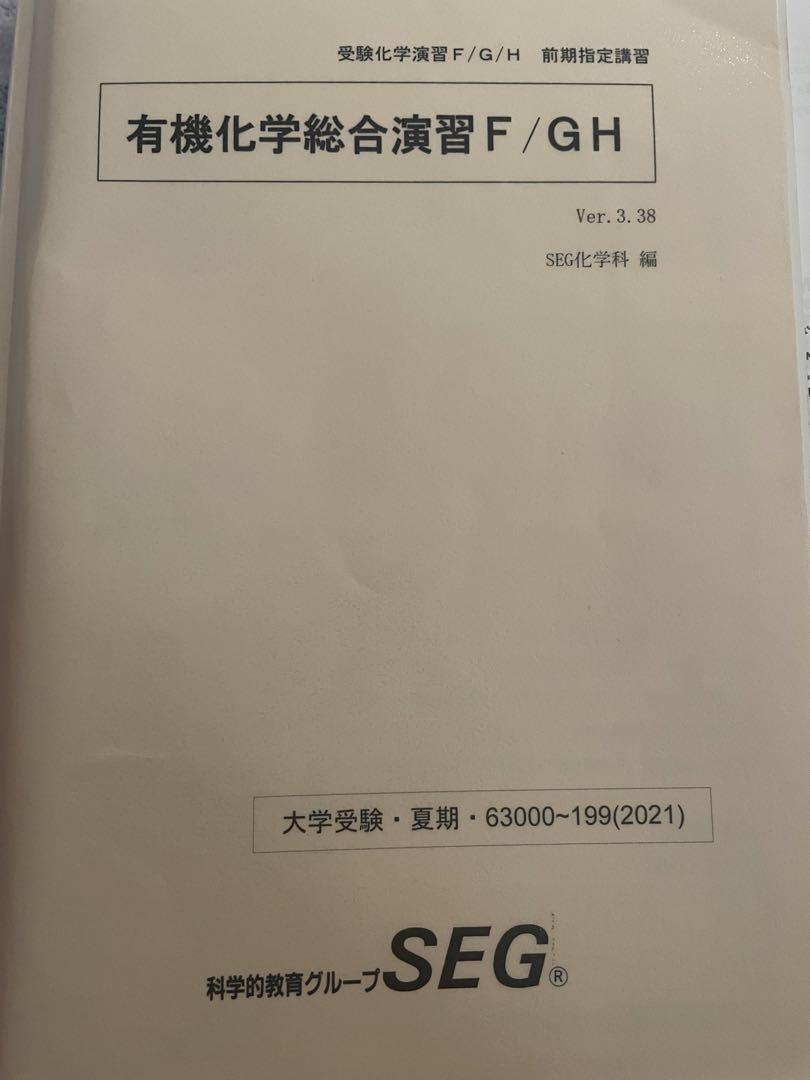 受験化学演習F/G/H 前期指定講習
有機化学総合演習F/GH
Ver.3.38
SEG化学科 編
大学受験・夏期・63000~199(2021)
科学的教育グループSEG®